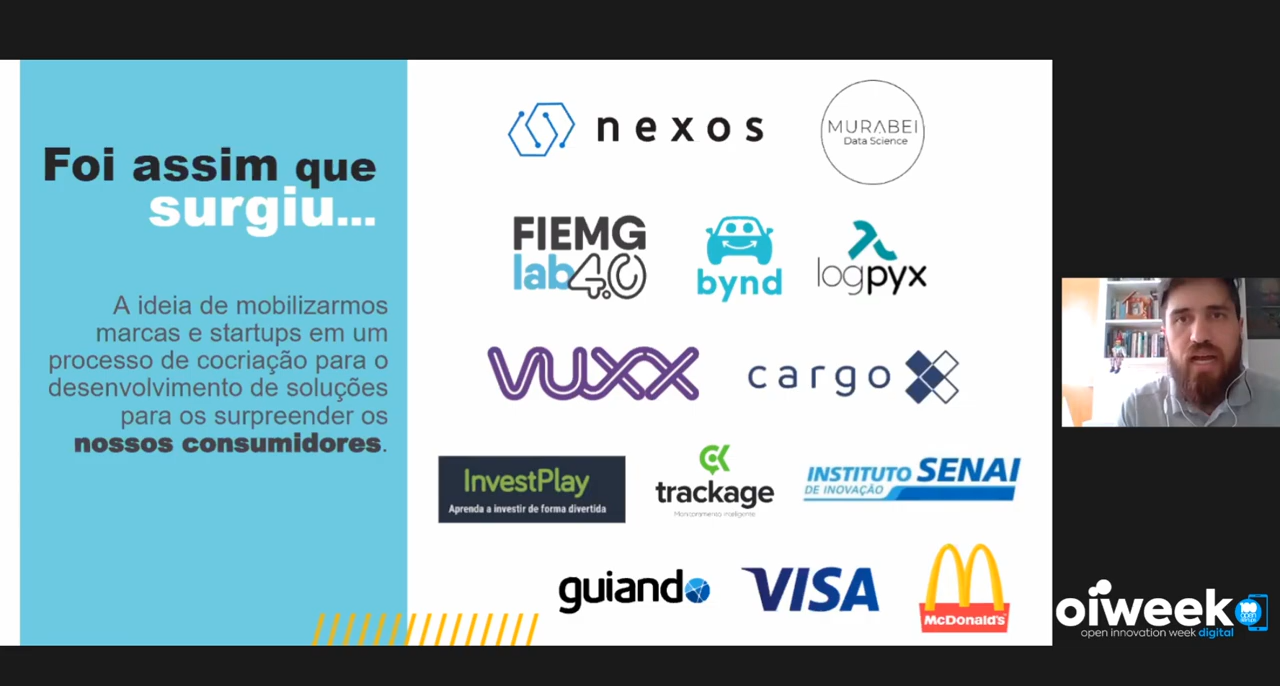 Foi assim que
surgiu...
A ideia de mobilizarmos
marcas e startups em um
processo de cocriação para o
desenvolvimento de soluções
para os surpreender os
nossos consumidores.
nexos
MURABEI
Data Science
FIEMG
lab4.0
bynd
logpyx
VUXX
cargo X
InvestPlay
Aprenda a investir de forma divertida
trackage
Monitoramento Inteligente
INSTITUTO SENAI
DE INOVAÇÃO
guiando
VISA
McDonald's
oiweek
open innovation week digital